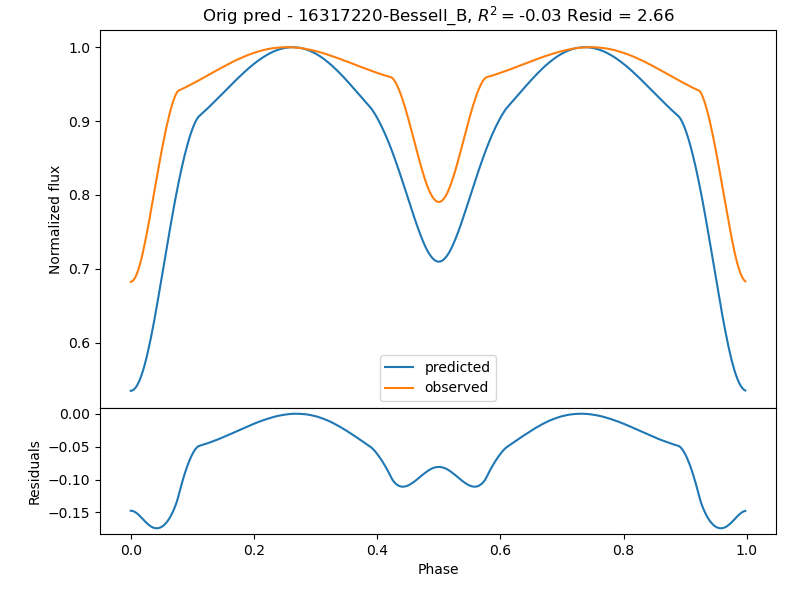 Orig pred - 16317220-Bessell_B, R² = -0.03 Resid = 2.66
1.0
0.9
0.8
0.7
0.6
Normalized flux
predicted
observed
0.00
−0.05
−0.10
−0.15
Residuals
0.0 0.2 0.4 0.6 0.8 1.0
Phase